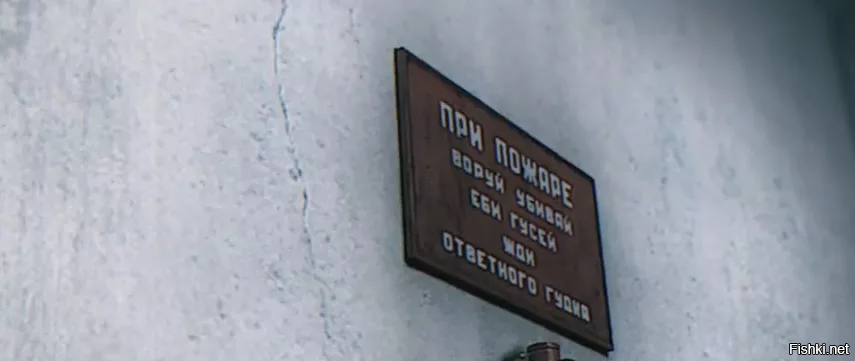 ПРИ ПОЖАРЕ
ВОРУЙ УБИВАЙ
ЕБИ ГУСЕЙ
ЖДИ
ОТВЕТНОГО ГУДКА
Fishki.net